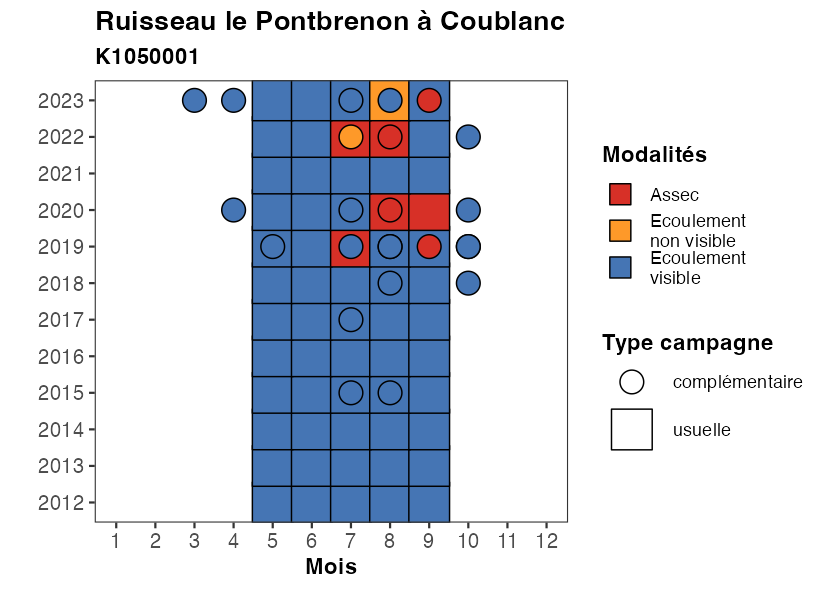 Ruisseau le Pontbrenon à Coublanc
K1050001
2023
2022
2021
2020
2019
2018
2017
2016
2015
2014
2013
2012
1 2 3 4 5 6 7 8 9 10 11 12
Mois
Modalités
Assec
Ecoulement
non visible
Ecoulement
visible
Type campagne
complémentaire
usuelle